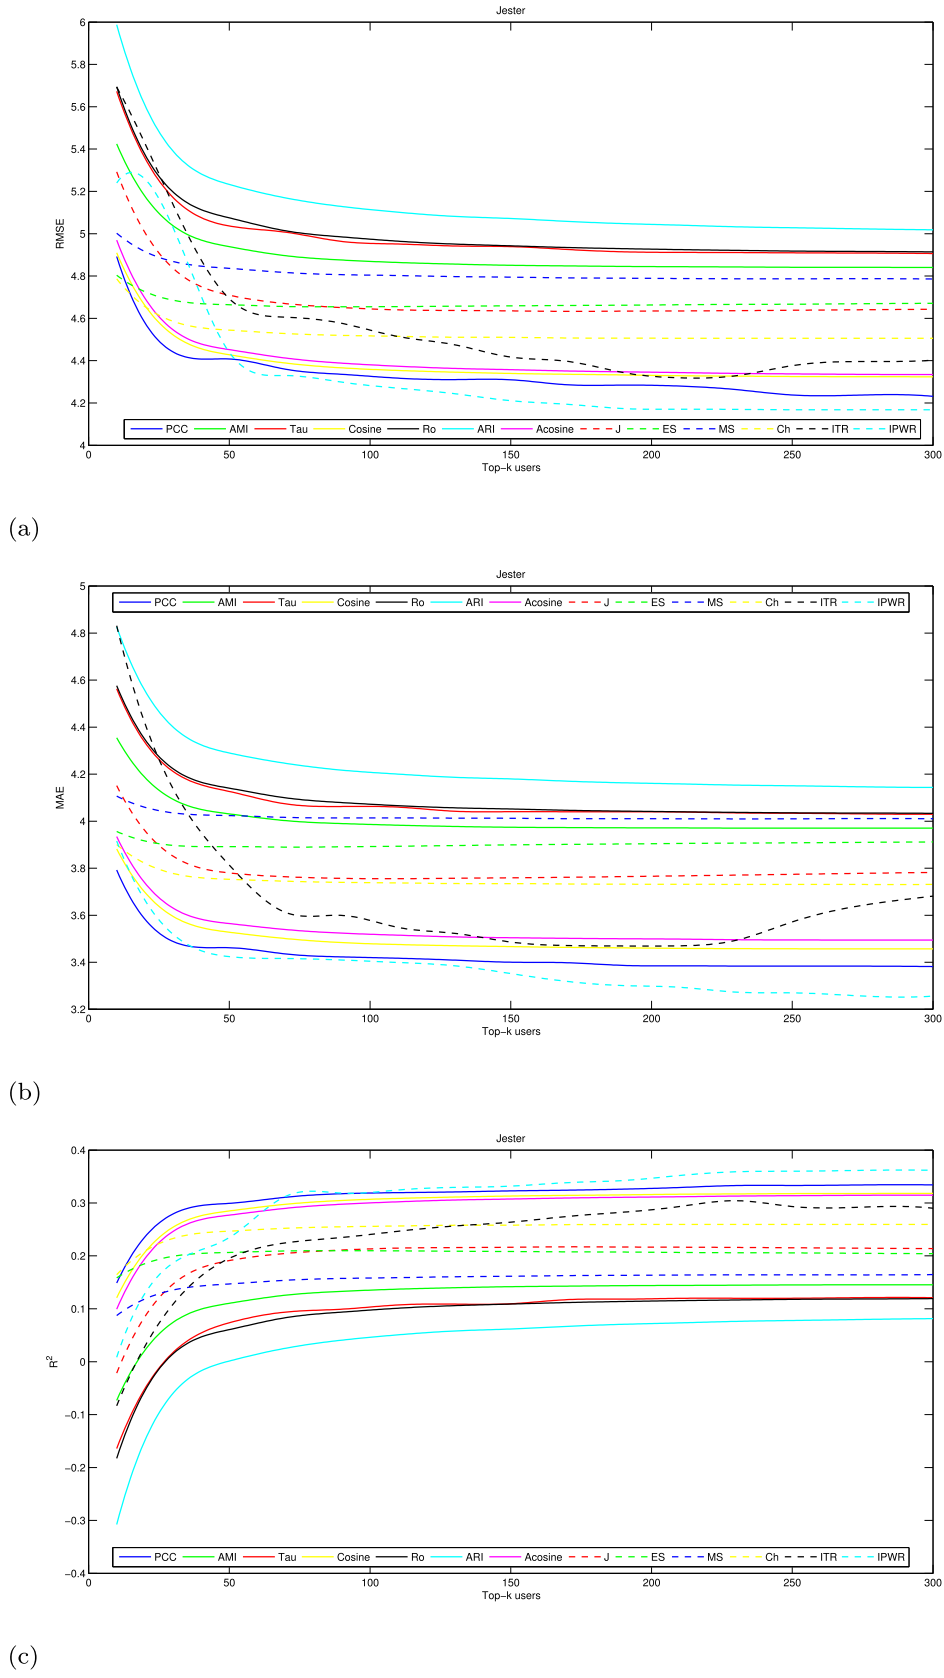 Jester
6
5.8
5.6
5.4
5.2
5
4.8
4.6
4.4
4.2
4
RMSE
PCC AMI Tau Cosine Ro ARI Acosine J ES MS Ch ITR IPWR
0 50 100 150 200 250 300
Top-k users
(a)
Jester
PCC AMI Tau Cosine Ro ARI Acosine J ES MS Ch ITR IPWR
5
4.8
4.6
4.4
4.2
4
3.8
3.6
3.4
3.2
MAE
0 50 100 150 200 250 300
Top-k users
(b)
Jester
0.4
0.3
0.2
0.1
0
-0.1
-0.2
-0.3
-0.4
R²
PCC AMI Tau Cosine Ro ARI Acosine J ES MS Ch ITR IPWR
0 50 100 150 200 250 300
Top-k users
(c)